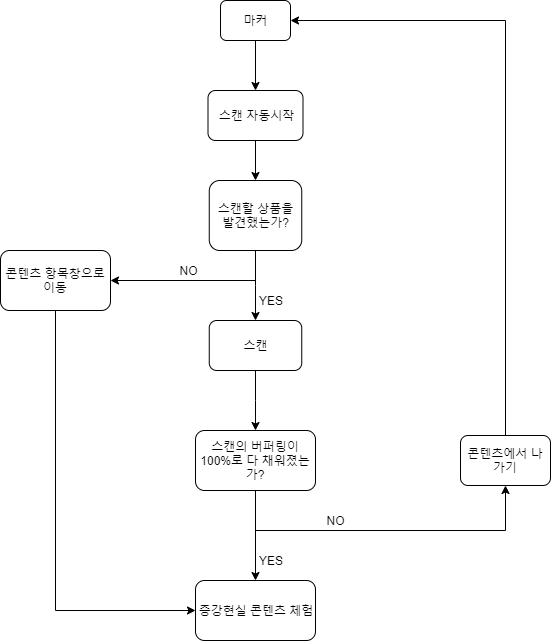 마커
스캔 자동시작
스캔할 상품을
발견했는가?
NO
콘텐츠 항목창으로
이동
YES
스캔
스캔의 버퍼링이
100%로 다 채워졌는
가?
콘텐츠에서 나
가기
NO
YES
증강현실 콘텐츠 체험